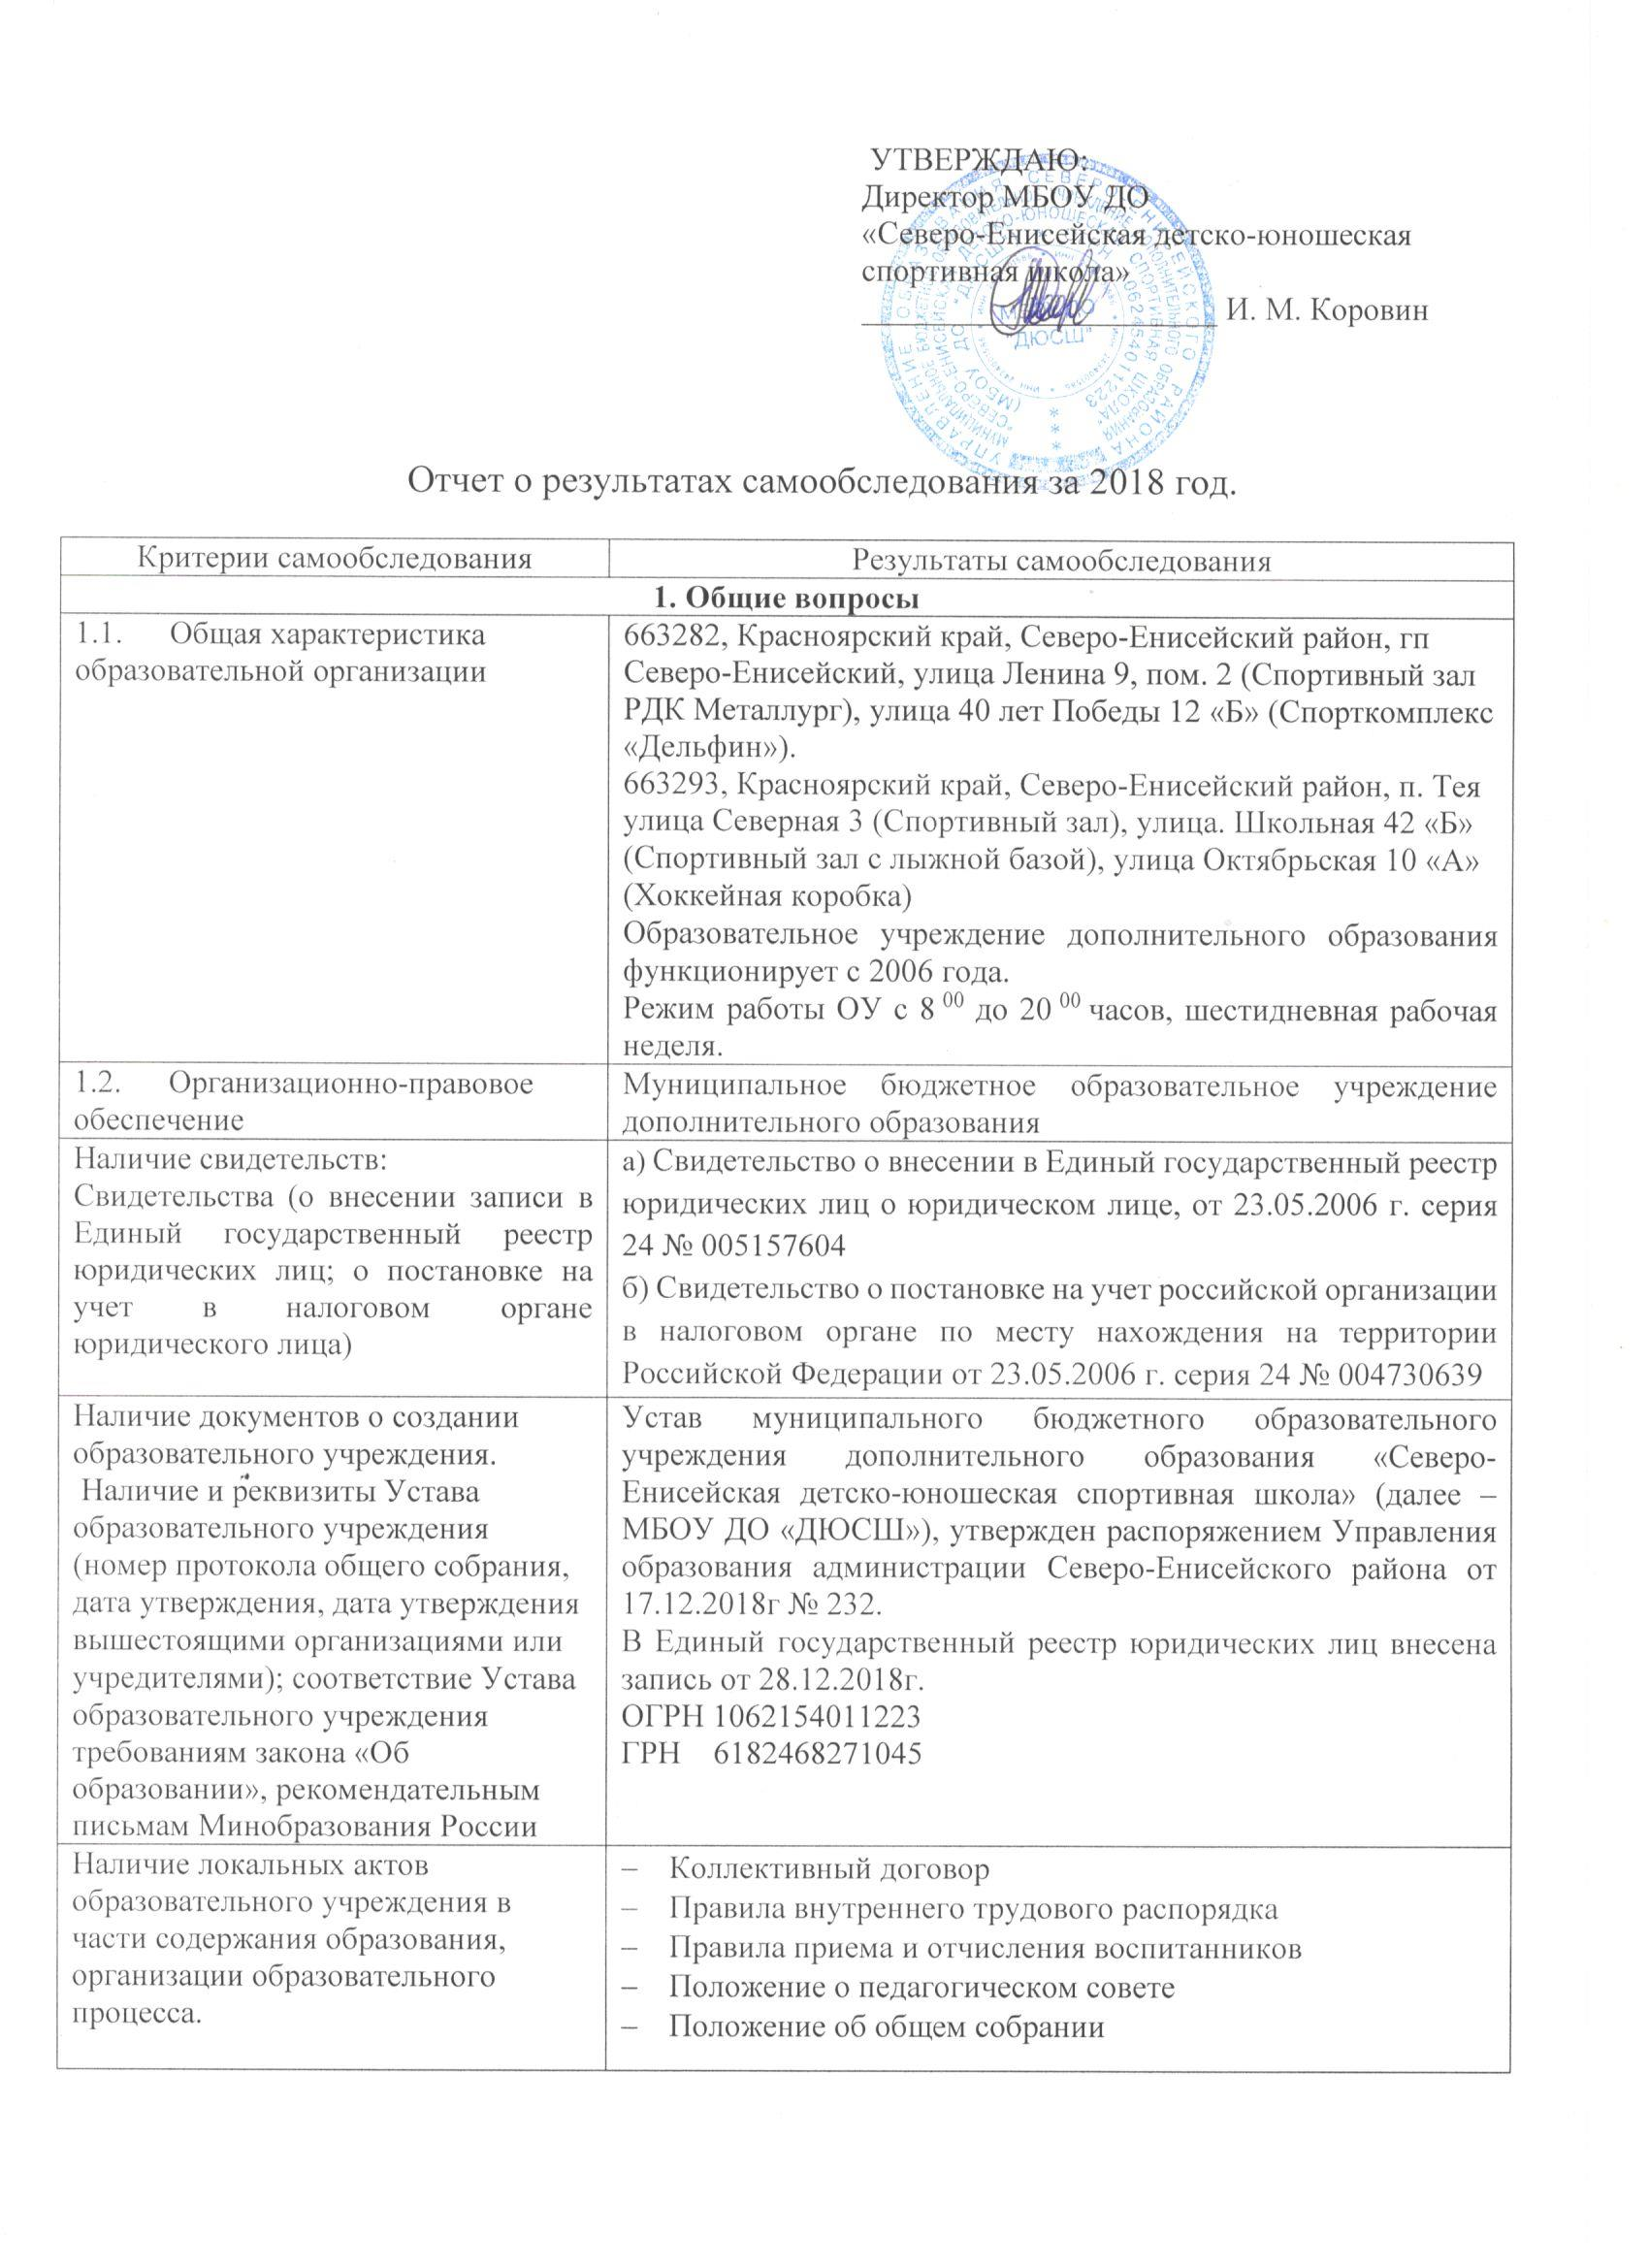 УТВЕРЖДАЮ:
Директор МБОУ ДО
«Северо-Енисейская детско-юношеская
спортивная школа»
И. М. Коровин
Отчет о результатах самообследования за 2018 год.
Критерии самообследования
Результаты самообследования
1. Общие вопросы
1.1. Общая характеристика
образовательной организации
663282, Красноярский край, Северо-Енисейский район, гп
Северо-Енисейский, улица Ленина 9, пом. 2 (Спортивный зал
РДК Металлург), улица 40 лет Победы 12 «Б» (Спорткомплекс
«Дельфин»).
663293, Красноярский край, Северо-Енисейский район, п. Тея
улица Северная 3 (Спортивный зал), улица. Школьная 42 «Б»
(Спортивный зал с лыжной базой), улица Октябрьская 10 «А»
(Хоккейная коробка)
Образовательное учреждение дополнительного образования
функционирует с 2006 года.
Режим работы ОУ с 8 00 до 20 00 часов, шестидневная рабочая
неделя.
1.2. Организационно-правовое
обеспечение
Муниципальное бюджетное образовательное учреждение
дополнительного образования
Наличие свидетельств:
Свидетельства (о внесении записи в
Единый государственный реестр
юридических лиц; о постановке на
учет в налоговом органе
юридического лица)
а) Свидетельство о внесении в Единый государственный реестр
юридических лиц о юридическом лице, от 23.05.2006 г. серия
24 № 005157604
б) Свидетельство о постановке на учет российской организации
в налоговом органе по месту нахождения на территории
Российской Федерации от 23.05.2006 г. серия 24 № 004730639
Наличие документов о создании
образовательного учреждения.
Наличие и реквизиты Устава
образовательного учреждения
(номер протокола общего собрания,
дата утверждения, дата утверждения
вышестоящими организациями или
учредителями); соответствие Устава
образовательного учреждения
требованиям закона «Об
образовании», рекомендательным
письмам Минобразования России
Устав муниципального бюджетного образовательного
учреждения дополнительного образования «Северо-
Енисейская детско-юношеская спортивная школа» (далее –
МБОУ ДО «ДЮСШ»), утвержден распоряжением Управления
образования администрации Северо-Енисейского района от
17.12.2018г № 232.
В Единый государственный реестр юридических лиц внесена
запись от 28.12.2018г.
ОГРН 1062154011223
ГРН 6182468271045
Наличие локальных актов
образовательного учреждения в
части содержания образования,
организации образовательного
процесса.
– Коллективный договор
– Правила внутреннего трудового распорядка
– Правила приема и отчисления воспитанников
– Положение о педагогическом совете
– Положение об общем собрании